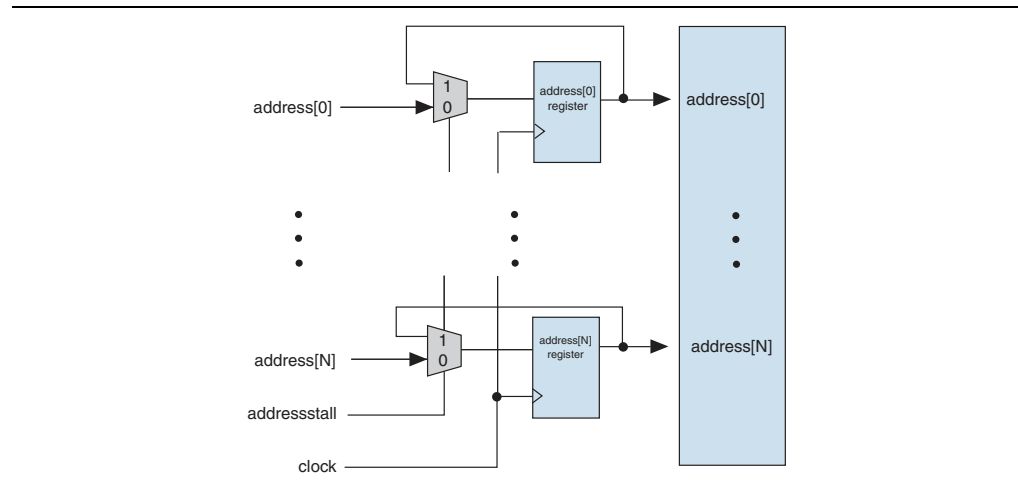 1
0
address[0]
address[0]
register
address[0]
1
0
address[N]
address[N]
register
address[N]
addressstall
clock